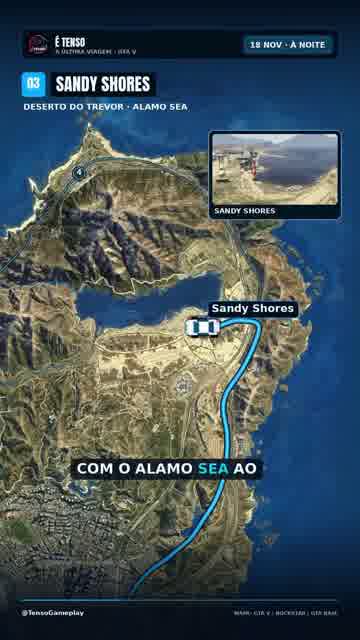 É TENSO
A ÚLTIMA VIAGEM · GTA V
18 NOV · À NOITE
03 SANDY SHORES
DESERTO DO TREVOR · ALAMO SEA
SANDY SHORES
4
Sandy Shores
COM O ALAMO SEA AO
@TensoGameplay
MAPA: GTA V | ROCKSTAR | GTA BASE